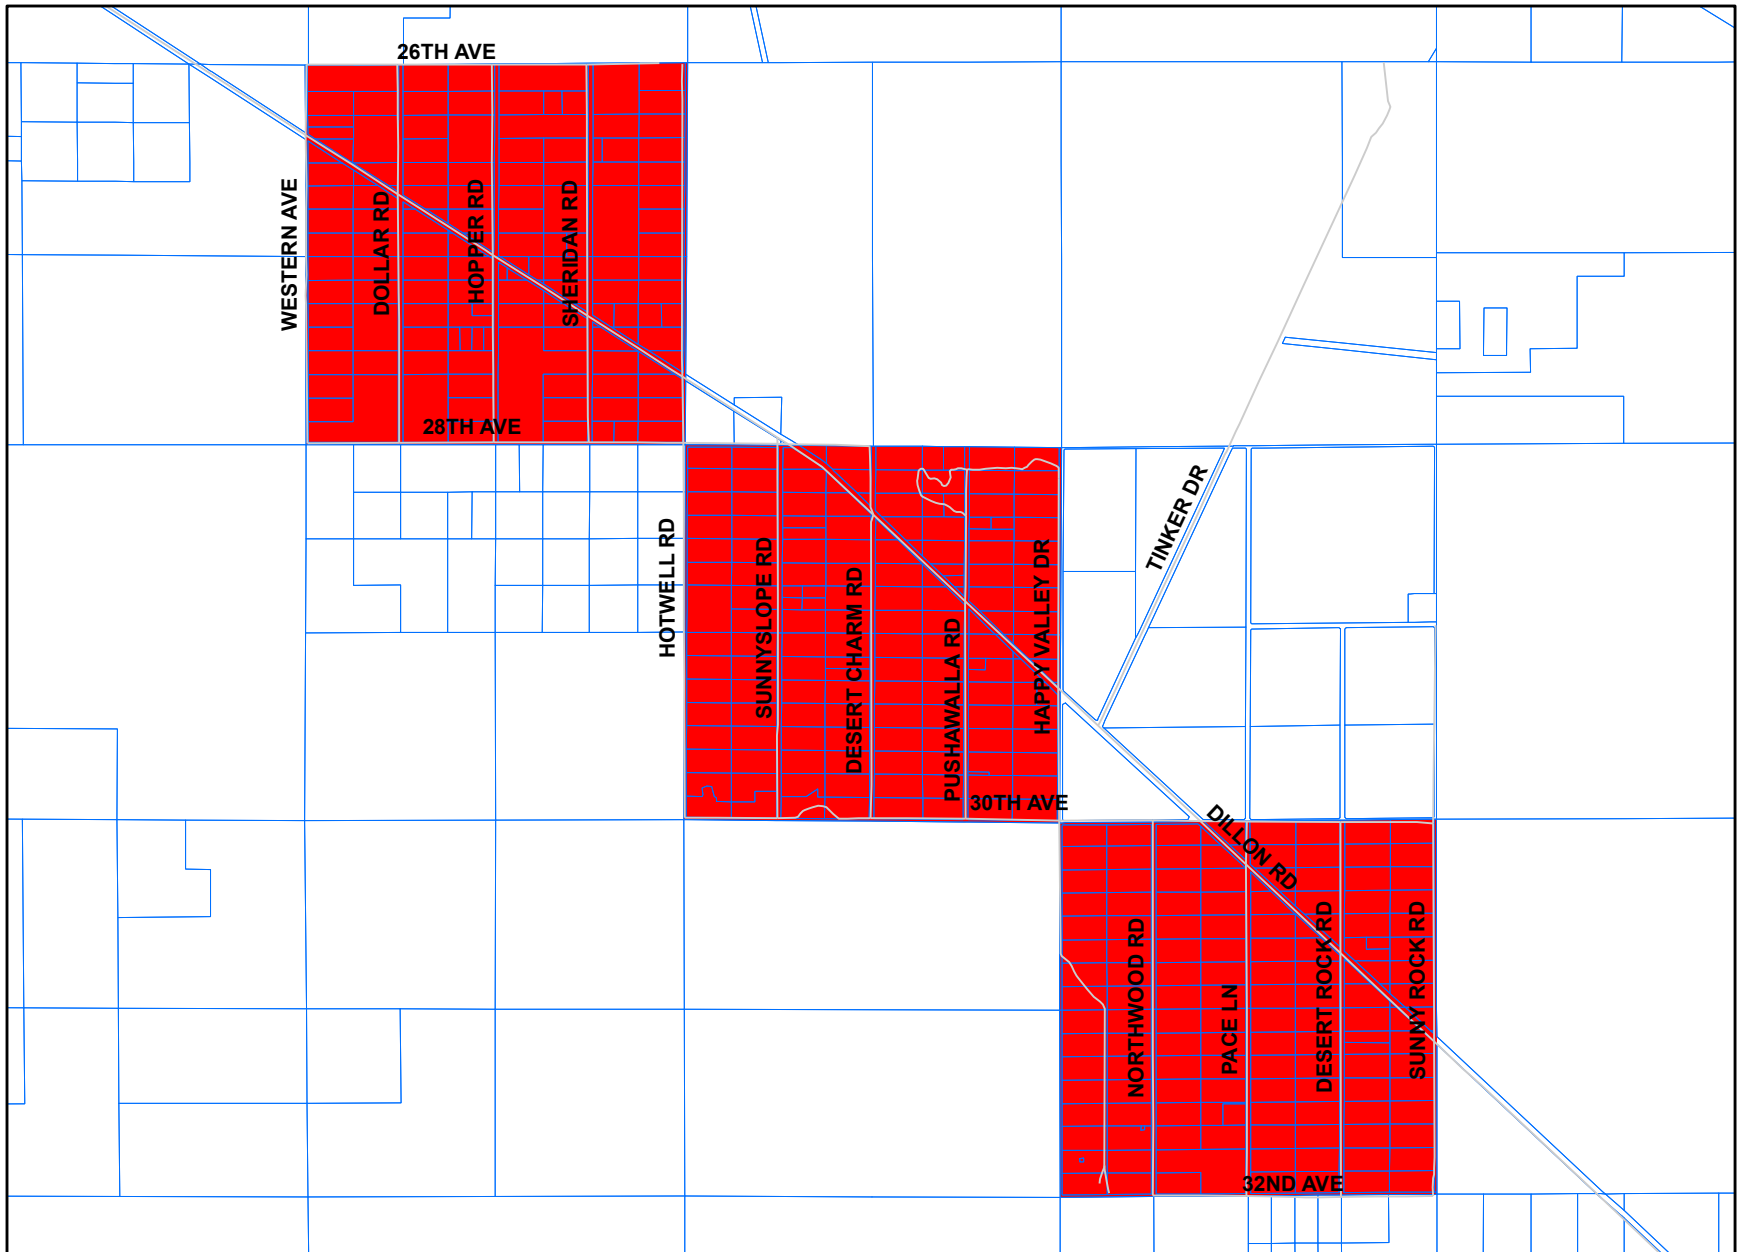 26TH AVE
WESTERN AVE
DOLLAR RD
HOPPER RD
SHERIDAN RD
28TH AVE
HOTWELL RD
SUNNYSLOPE RD
DESERT CHARM RD
PUSHAWALLA RD
HAPPY VALLEY DR
TINKER DR
30TH AVE
DILLON RD
NORTHWOOD RD
PACE LN
DESERT ROCK RD
SUNNY ROCK RD
32ND AVE